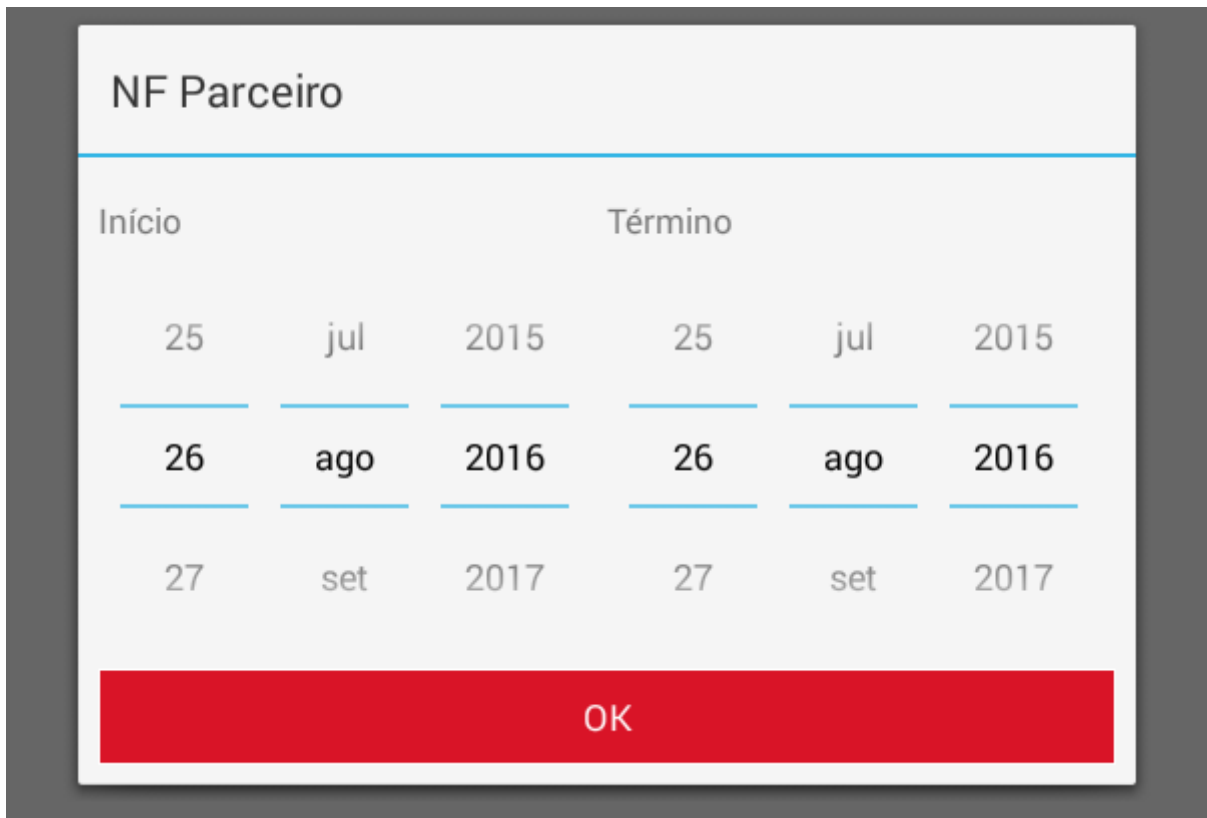 NF Parceiro
Início Término
25 jul 2015 25 jul 2015
26 ago 2016 26 ago 2016
27 set 2017 27 set 2017
OK